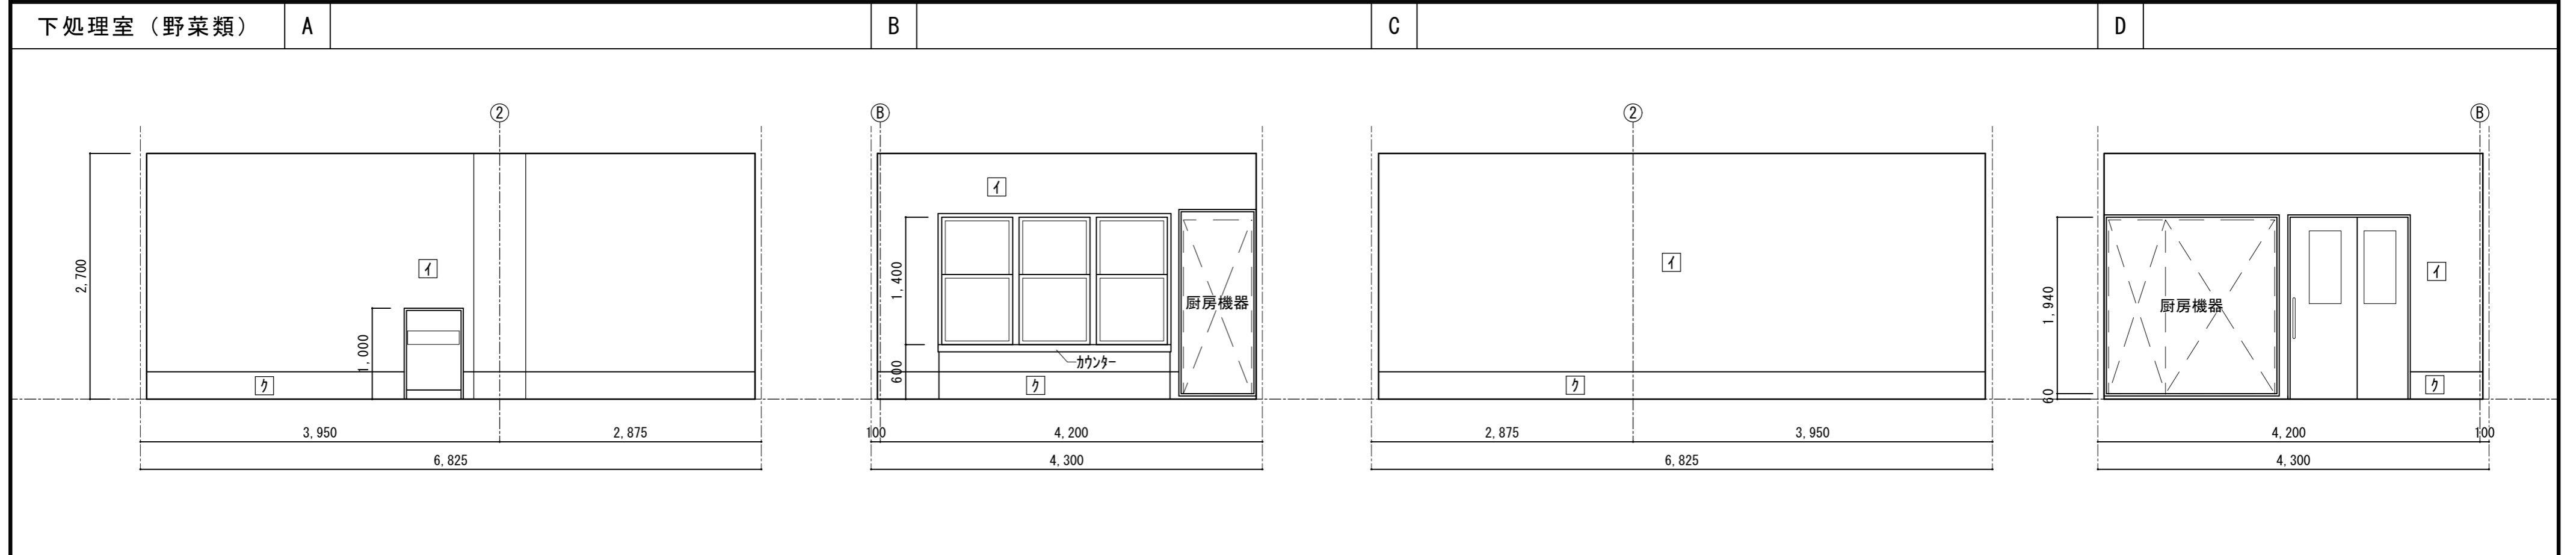 下処理室（野菜類） A B C D
② Ⓑ ② Ⓑ
2,700
イ
1,000
ク
3,950 2,875
6,825
イ
1,400
厨房機器
カウンター
600
ク
100 4,200
4,300
イ
ク
2,875 3,950
6,825
1,940
厨房機器
イ
60
ク
4,200 100
4,300